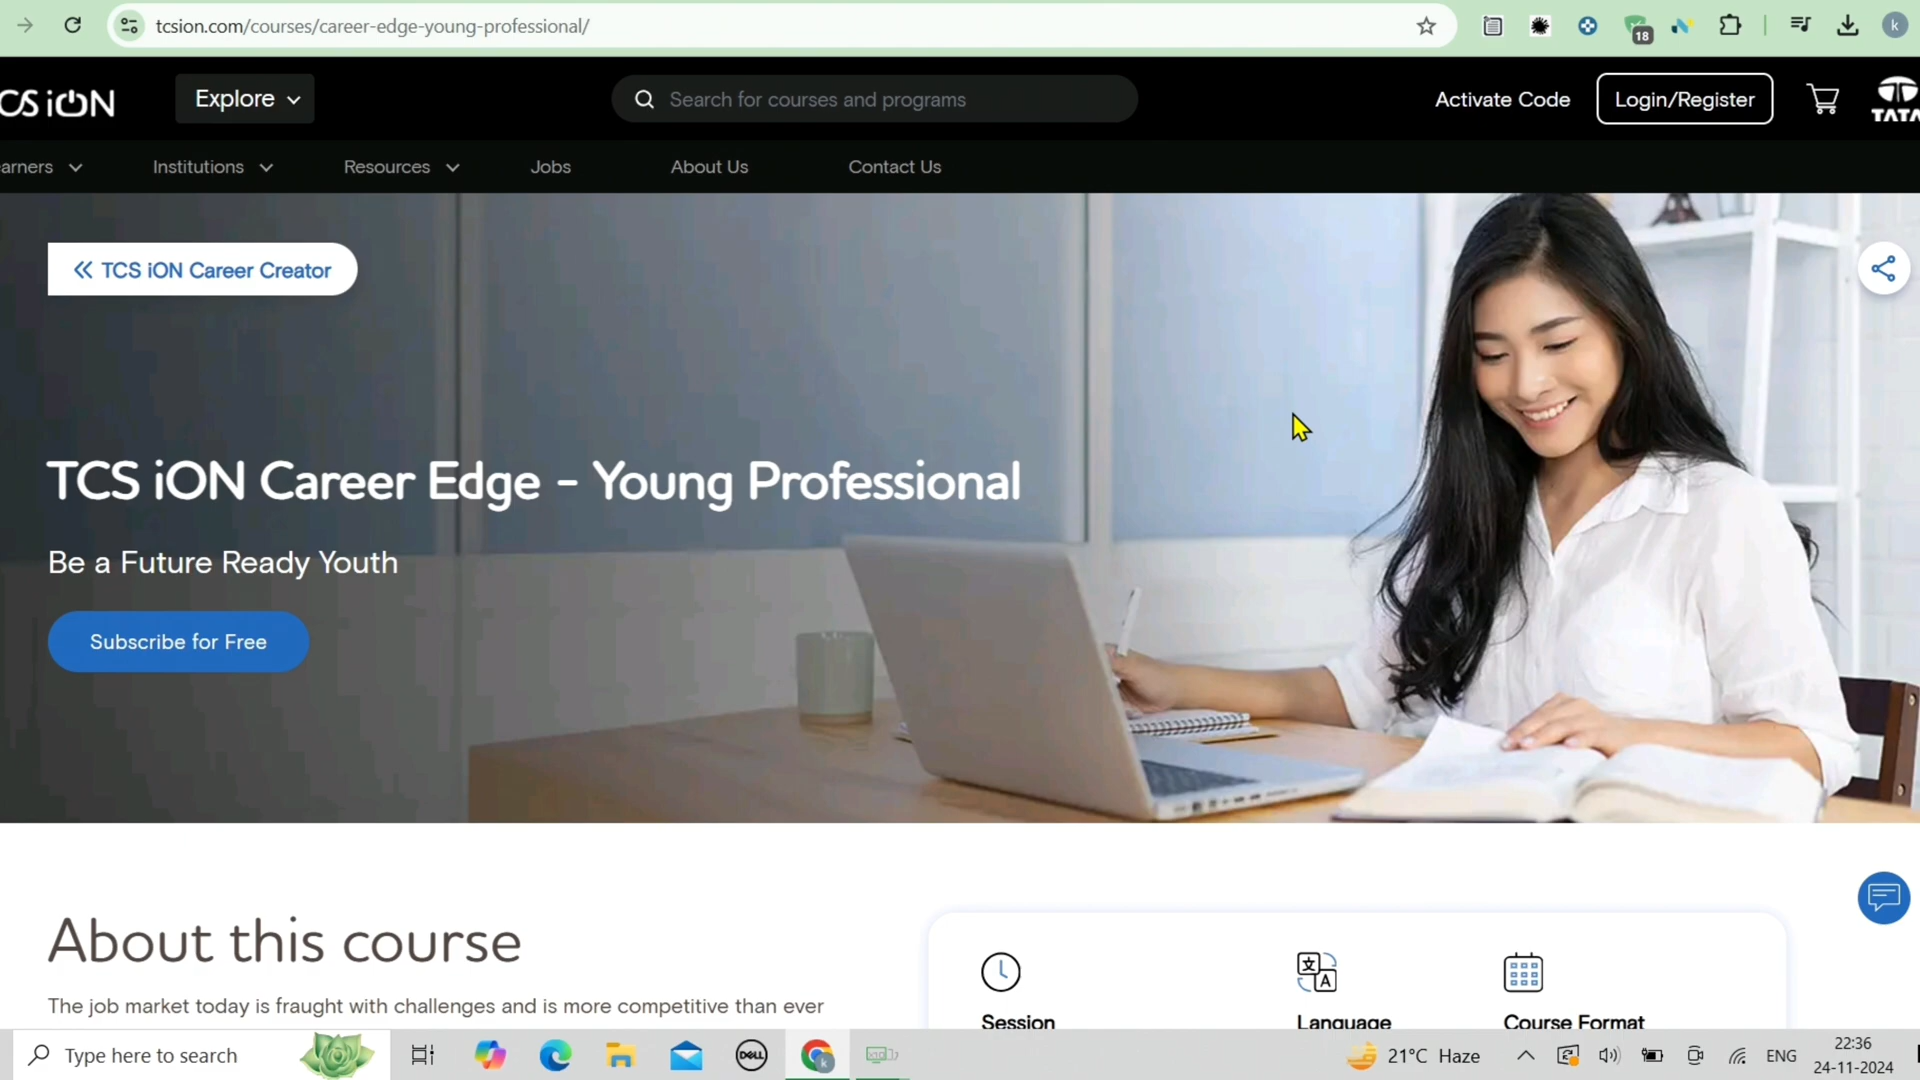 tcsion.com/courses/career-edge-young-professional/
18
k
CS iON
Explore
Search for courses and programs
Activate Code
Login/Register
TATA
arners
Institutions
Resources
Jobs
About Us
Contact Us
TCS iON Career Creator
TCS iON Career Edge - Young Professional
Be a Future Ready Youth
Subscribe for Free
About this course
The job market today is fraught with challenges and is more competitive than ever
Session
Language
Course Format
Type here to search
DELL
21°C Haze
ENG
22:36
24-11-2024